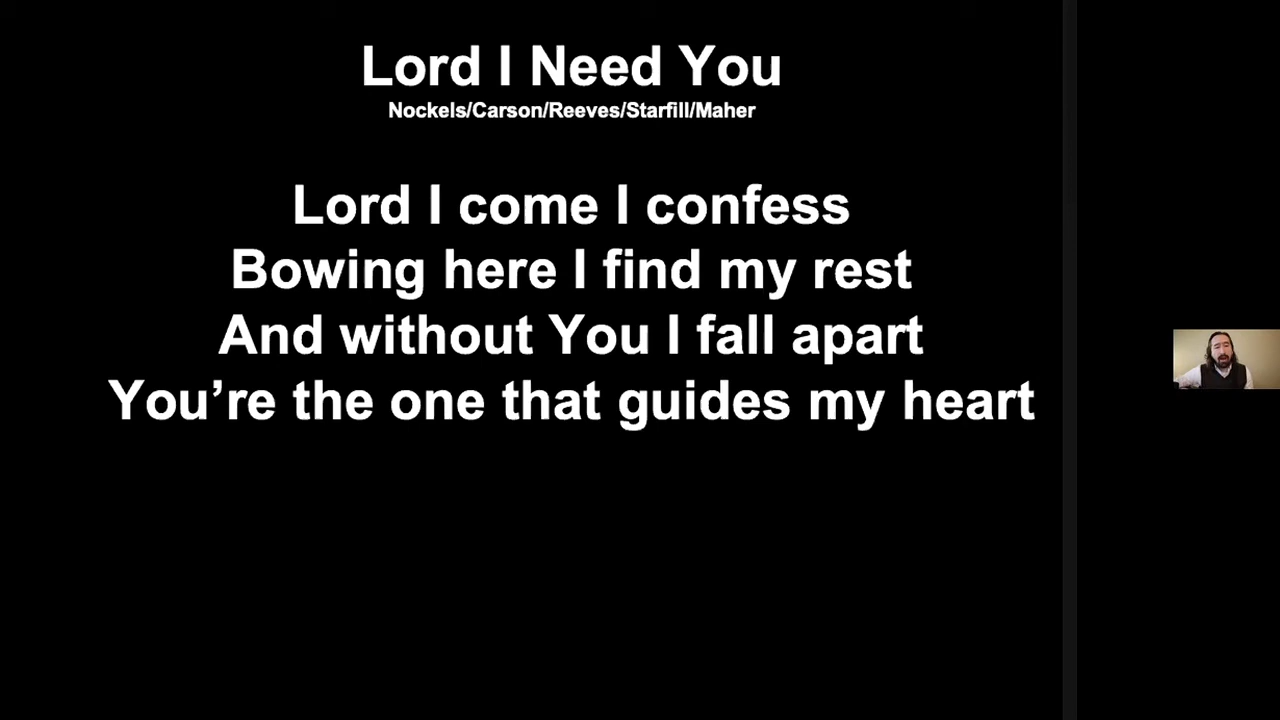 Lord I Need You
Nockels/Carson/Reeves/Starfill/Maher
Lord I come I confess
Bowing here I find my rest
And without You I fall apart
You’re the one that guides my heart